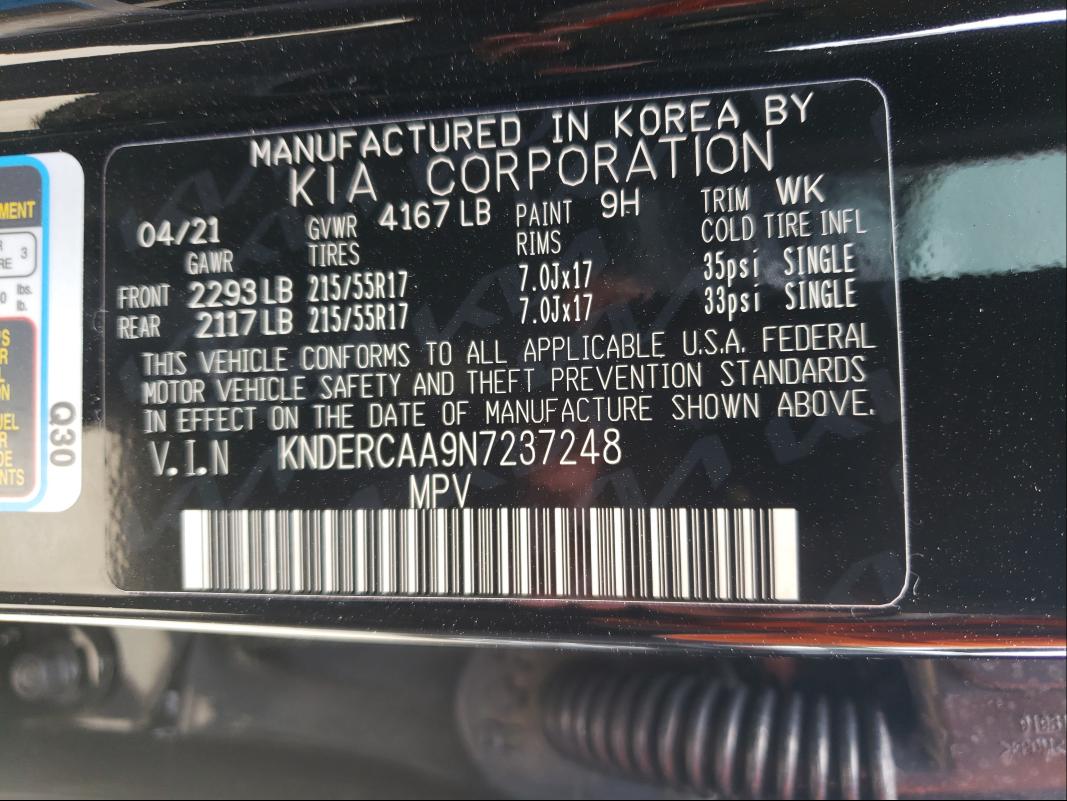 MANUFACTURED IN KOREA BY
KIA CORPORATION
04/21 GVWR 4167 LB PAINT 9H TRIM WK
GAWR TIRES RIMS COLD TIRE INFL
FRONT 2293 LB 215/55R17 7.0Jx17 35psi SINGLE
REAR 2117 LB 215/55R17 7.0Jx17 33psi SINGLE
THIS VEHICLE CONFORMS TO ALL APPLICABLE U.S.A. FEDERAL
MOTOR VEHICLE SAFETY AND THEFT PREVENTION STANDARDS
IN EFFECT ON THE DATE OF MANUFACTURE SHOWN ABOVE.
V.I.N KNDERCAA9N7237248
MPV
3
lbs.
lb.
Q30